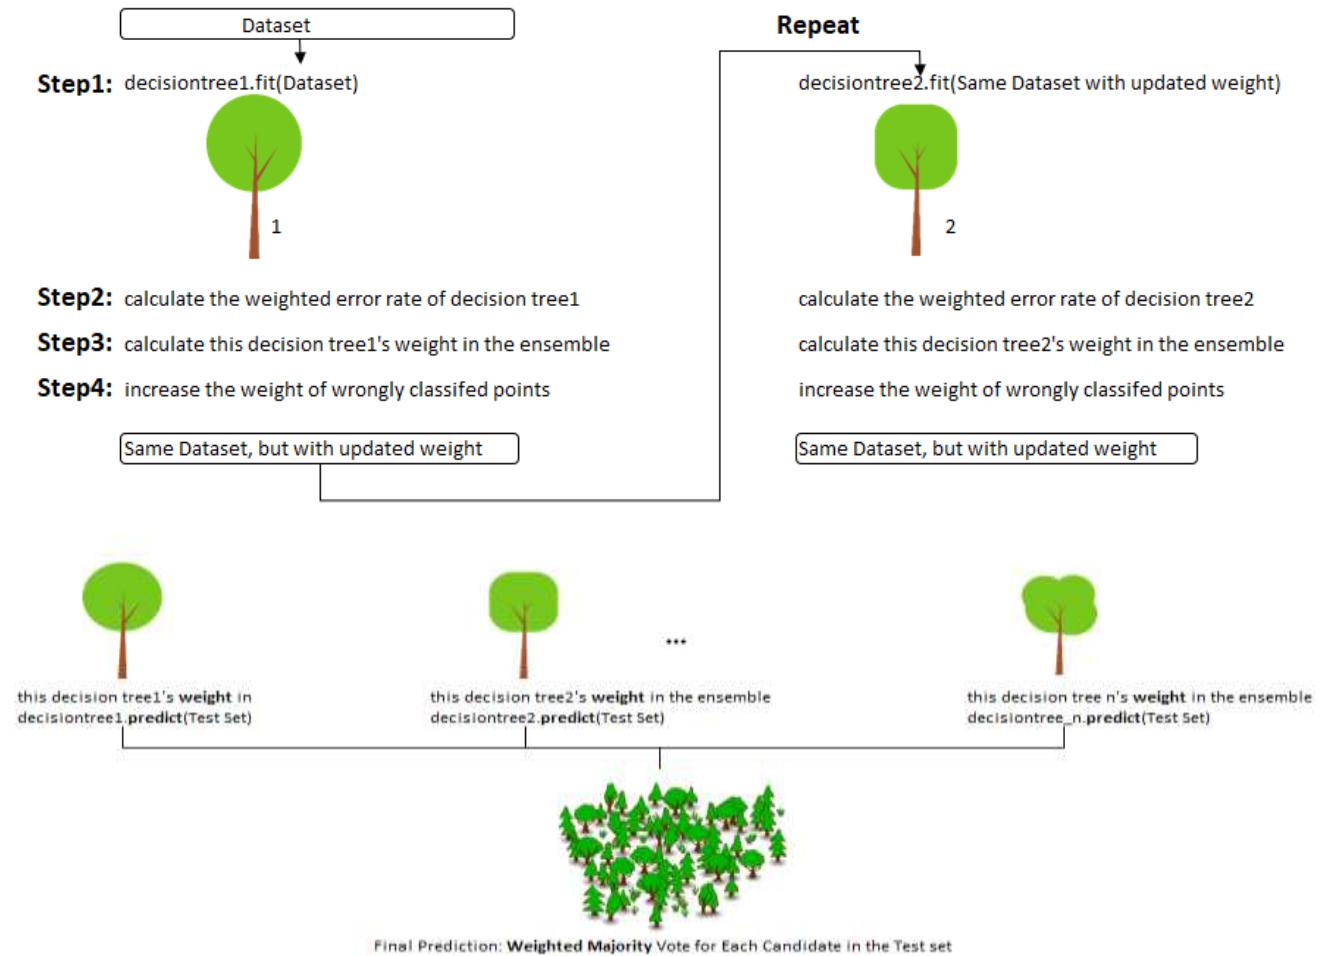 Dataset
Repeat
Step1: decisiontree1.fit(Dataset)
decisiontree2.fit(Same Dataset with updated weight)
1
2
Step2: calculate the weighted error rate of decision tree1
calculate the weighted error rate of decision tree2
Step3: calculate this decision tree1's weight in the ensemble
calculate this decision tree2's weight in the ensemble
Step4: increase the weight of wrongly classifed points
increase the weight of wrongly classifed points
Same Dataset, but with updated weight
Same Dataset, but with updated weight
...
this decision tree1's weight in
decisiontree1.predict(Test Set)
this decision tree2's weight in the ensemble
decisiontree2.predict(Test Set)
this decision tree n's weight in the ensemble
decisiontree_n.predict(Test Set)
Final Prediction: Weighted Majority Vote for Each Candidate in the Test set